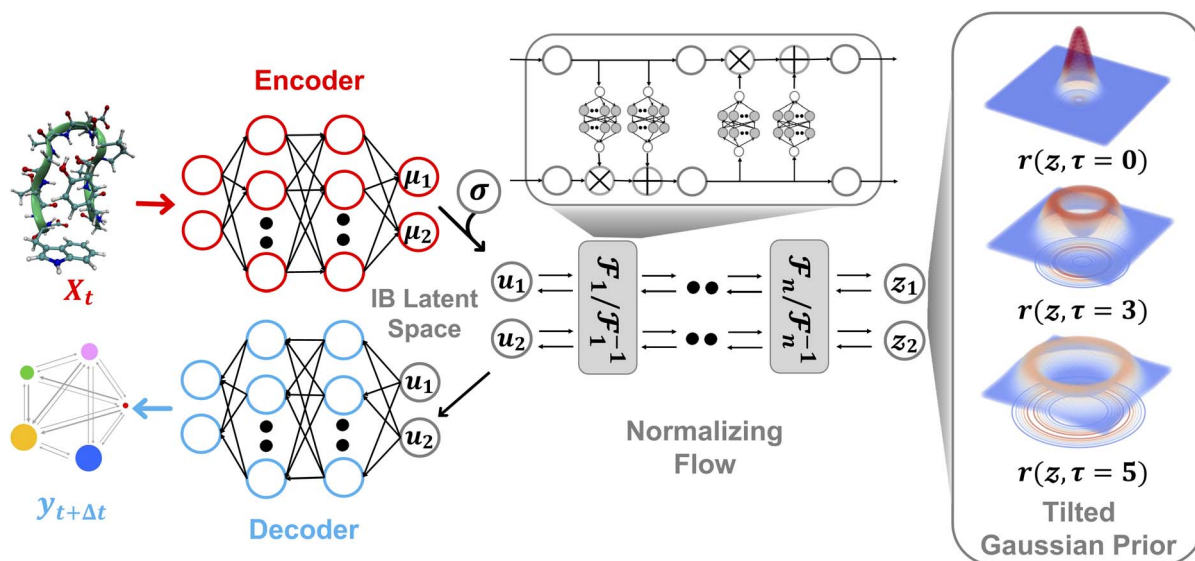 Encoder
X_t
μ_1
μ_2
σ
IB Latent
Space
u_1
u_2
F_1/F_1^{-1}
F_n/F_n^{-1}
z_1
z_2
Normalizing
Flow
u_1
u_2
y_{t+Δt}
Decoder
r(z, τ = 0)
r(z, τ = 3)
r(z, τ = 5)
Tilted
Gaussian Prior